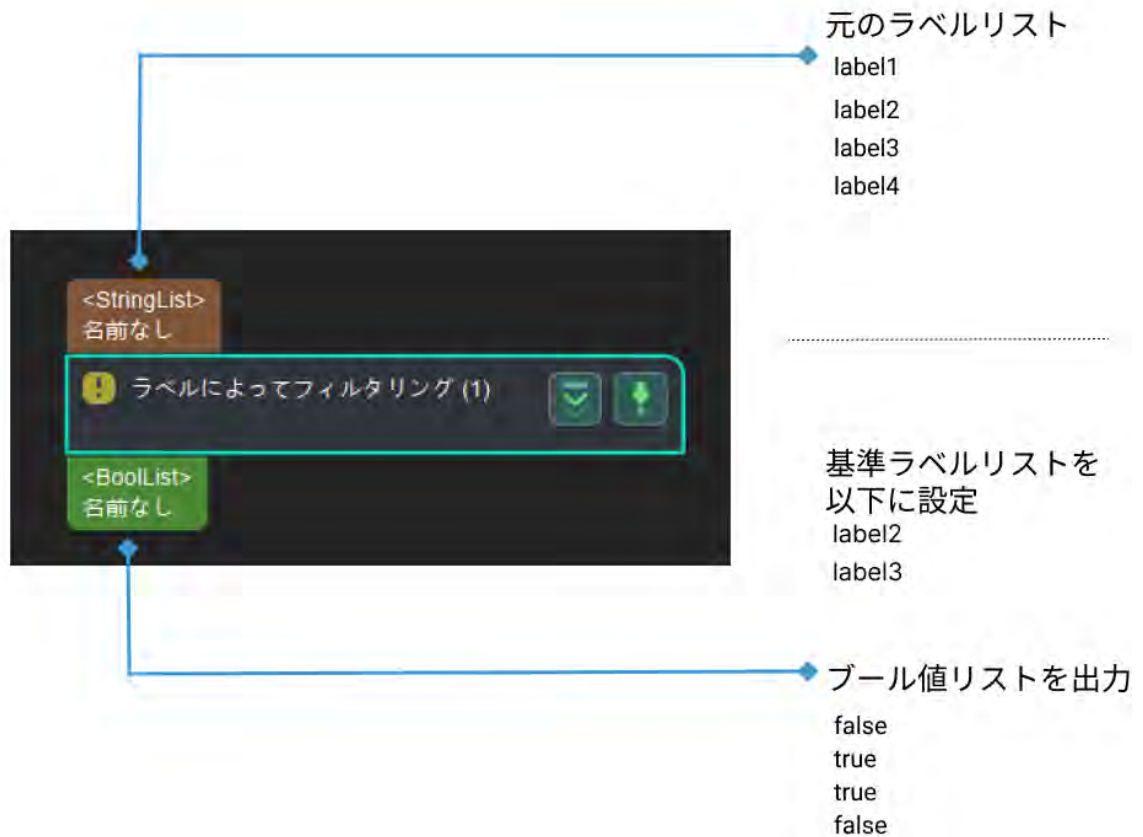 元のラベルリスト
label1
label2
label3
label4
<StringList>
名前なし
ラベルによってフィルタリング (1)
<BoolList>
名前なし
基準ラベルリストを
以下に設定
label2
label3
ブール値リストを出力
false
true
true
false